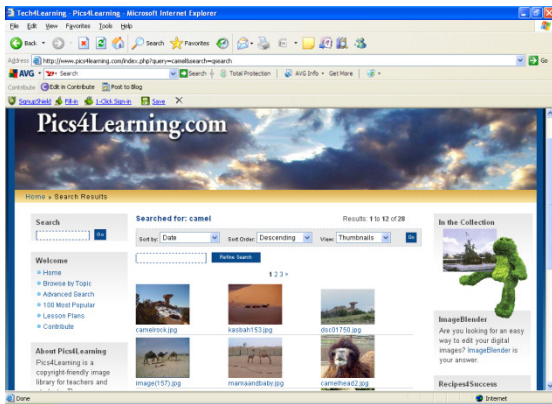 Tech4Learning - Pics4Learning - Microsoft Internet Explorer
File Edit View Favorites Tools Help
Back Search Favorites
Address http://www.pics4learning.com/index.php?query=camel&search=qsearch Go
AVG Search Search Total Protection AVG Info Get More
Contribute Edit in Contribute Post to Blog
SignupShield Fill-in 1-Click Sign-in Save
Pics4Learning.com
Home » Search Results
Search
Go
Welcome
Home
Browse by Topic
Advanced Search
100 Most Popular
Lesson Plans
Contribute
About Pics4Learning
Pics4Learning is a
copyright-friendly image
library for teachers and
Searched for: camel Results: 1 to 12 of 28
Sort by: Date Sort Order: Descending View: Thumbnails Go
Refine Search
1 2 3 »
camelrock.jpg kasbah153.jpg dsc01750.jpg
image(157).jpg mamaandbaby.jpg camelhead2.jpg
In the Collection
ImageBlender
Are you looking for an easy
way to edit your digital
images? ImageBlender is
your answer.
Recipes4Success
Done Internet